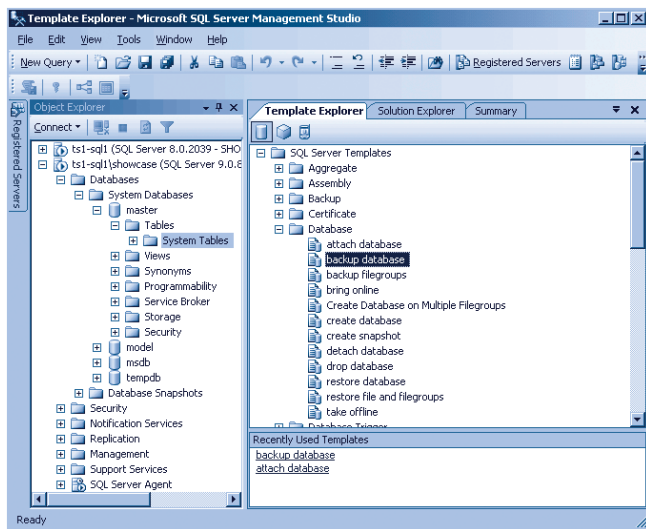 Template Explorer - Microsoft SQL Server Management Studio
File Edit View Tools Window Help
New Query Registered Servers
Registered Servers
Object Explorer
Connect
ts1-sql1 (SQL Server 8.0.2039 - SHO
ts1-sql1\showcase (SQL Server 9.0.8
Databases
System Databases
master
Tables
System Tables
Views
Synonyms
Programmability
Service Broker
Storage
Security
model
msdb
tempdb
Database Snapshots
Security
Notification Services
Replication
Management
Support Services
SQL Server Agent
Template Explorer Solution Explorer Summary
SQL Server Templates
Aggregate
Assembly
Backup
Certificate
Database
attach database
backup database
backup filegroups
bring online
Create Database on Multiple Filegroups
create database
create snapshot
detach database
drop database
restore database
restore file and filegroups
take offline
Database Trigger
Recently Used Templates
backup database
attach database
Ready